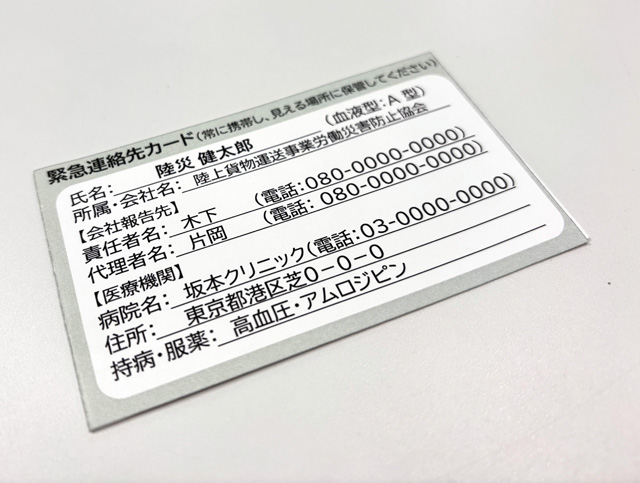 緊急連絡先カード(常に携帯し、見える場所に保管してください)
氏名: 陸災 健太郎 (血液型:A 型)
所属・会社名: 陸上貨物運送事業労働災害防止協会
【会社報告先】
責任者名: 木下 (電話:080-0000-0000)
代理者名: 片岡 (電話: 080-0000-0000)
【医療機関】
病院名: 坂本クリニック(電話:03-0000-0000)
住所: 東京都港区芝0-0-0
持病・服薬: 高血圧・アムロジピン